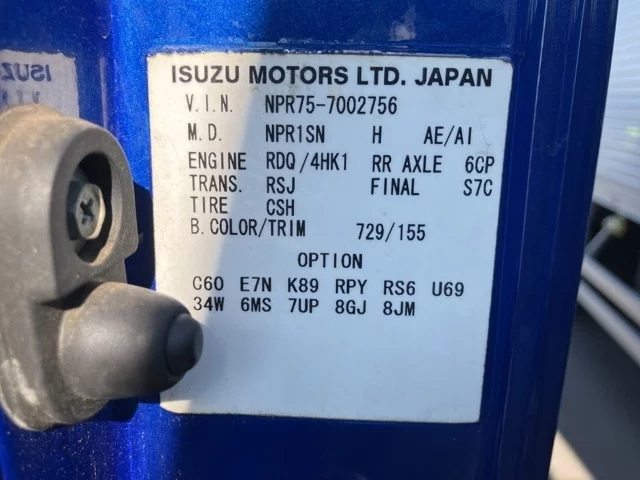 ISUZU MOTORS LTD. JAPAN
V.I.N. NPR75-7002756
M.D. NPR1SN H AE/AI
ENGINE RDQ/4HK1 RR AXLE 6CP
TRANS. RSJ FINAL S7C
TIRE CSH
B.COLOR/TRIM 729/155
OPTION
C60 E7N K89 RPY RS6 U69
34W 6MS 7UP 8GJ 8JM